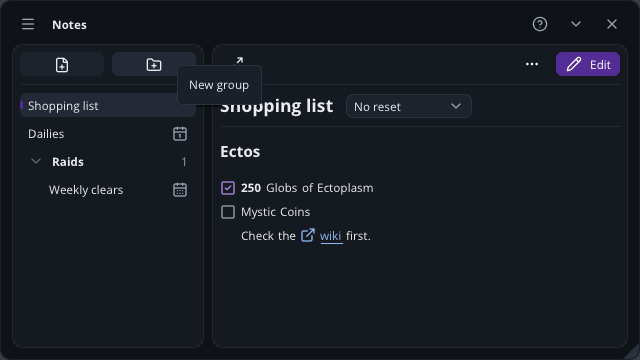 Notes
New group
Shopping list
Dailies
Raids 1
Weekly clears
Edit
Shopping list No reset
Ectos
250 Globs of Ectoplasm
Mystic Coins
Check the wiki first.